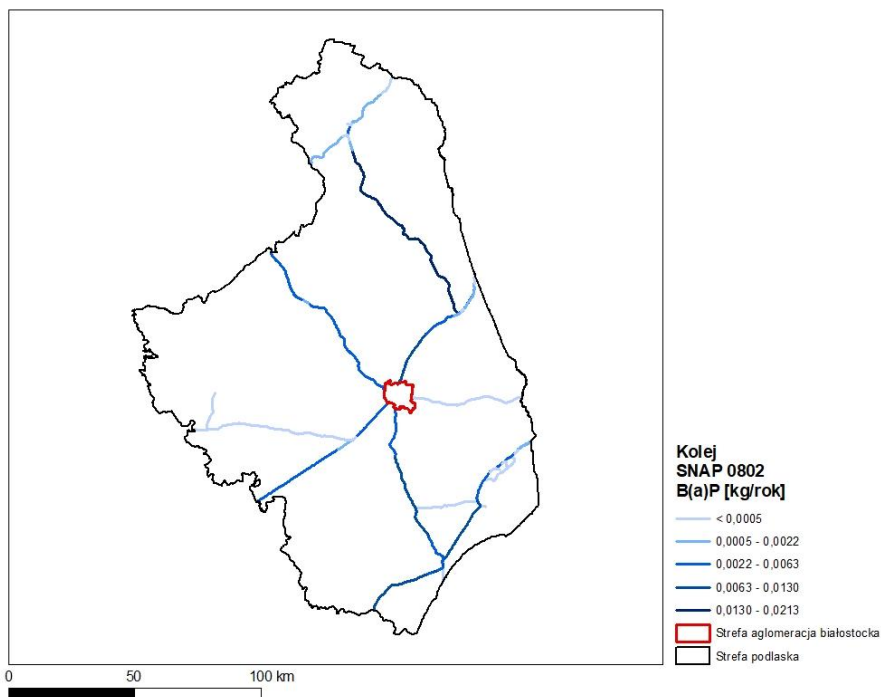 Kolej
SNAP 0802
B(a)P [kg/rok]
< 0,0005
0,0005 - 0,0022
0,0022 - 0,0063
0,0063 - 0,0130
0,0130 - 0,0213
Strefa aglomeracja białostocka
Strefa podlaska
0 50 100 km